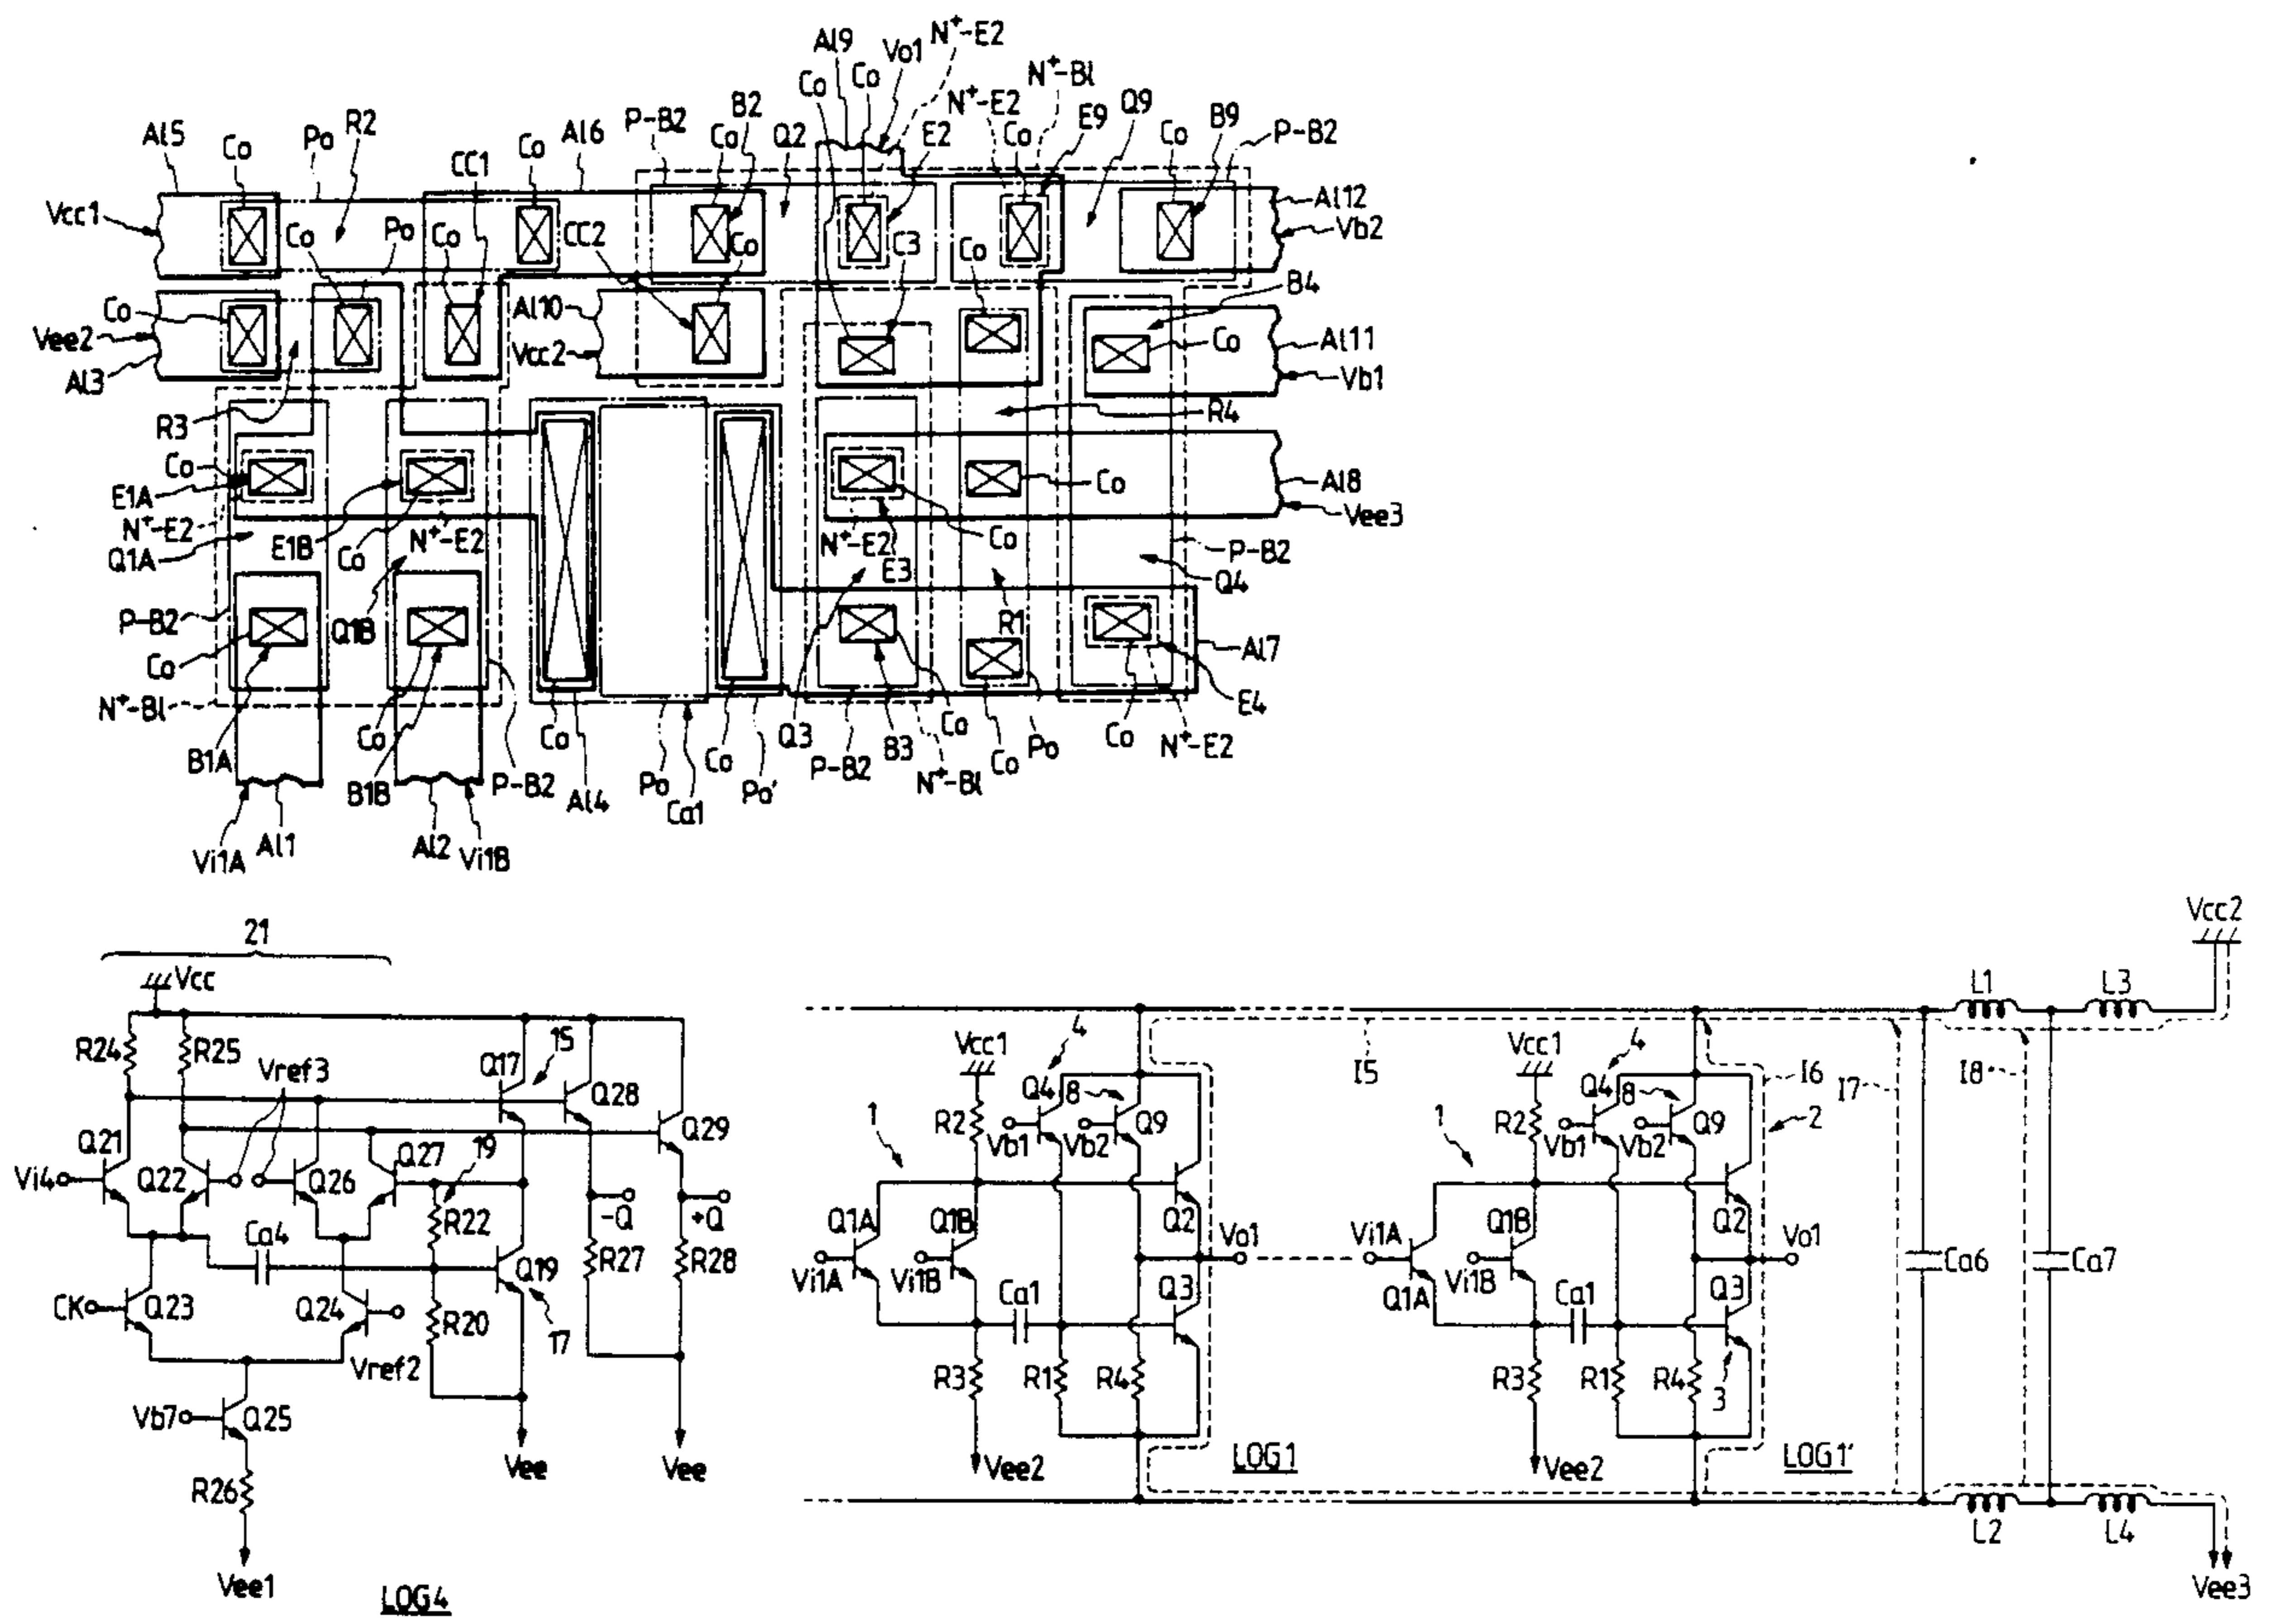 Al9 Vo1 N⁺-E2
Co Co N⁺-Bl
Al5 Co Po R2 CC1 Co Al6 P-B2 Co B2 Q2 E2 N⁺-E2 Co E9 Q9 Co B9 P-B2
Vcc1 Al12
Co Po Co CC2 Co C3 Co Vb2
Co Al10 B4
Vee2 Vcc2 Co Al11
Al3 Vb1
R3 R4
Co
E1A Co Al8
N⁺-E2 Vee3
Q1A E1B Co N⁺-E2 N⁺-E2 Co P-B2
E3 Q4
P-B2 Q1B R1
Co Al7
N⁺-Bl E4
Co Co Q3 Co Po Co N⁺-E2
B1A B1B P-B2 Al4 Po Co Po' P-B2 B3 N⁺-Bl Co
Ca1
Vi1A Al1 Al2 Vi1B
21
Vcc
R24 R25 Q17 15
Vref3 Q28
Q29
Q21 19 Q27
Vi4 Q22 Q26
R22 -Q +Q
Ca4
Q19 R27 R28
CK Q23 Q24 R20 17
Vref2
Vb7 Q25
Vee Vee
R26
Vee1
LOG4
Vcc2
L1 L3
4 4
Vcc1 Vcc1
Q4 8 I5 Q4 8 I6 I7 I8
R2 Q9 R2 Q9 2
1 Vb1 Vb2 1 Vb1 Vb2
Q1A Q1B Q2 Q1B Q2
Vo1 Vi1A Vo1
Vi1A Vi1B Ca1 Q3 Q1A Vi1B Ca1 Q3 Ca6 Ca7
R3 R1 R4 R3 R1 R4 3
Vee2 LOG1 Vee2 LOG1'
L2 L4
Vee3